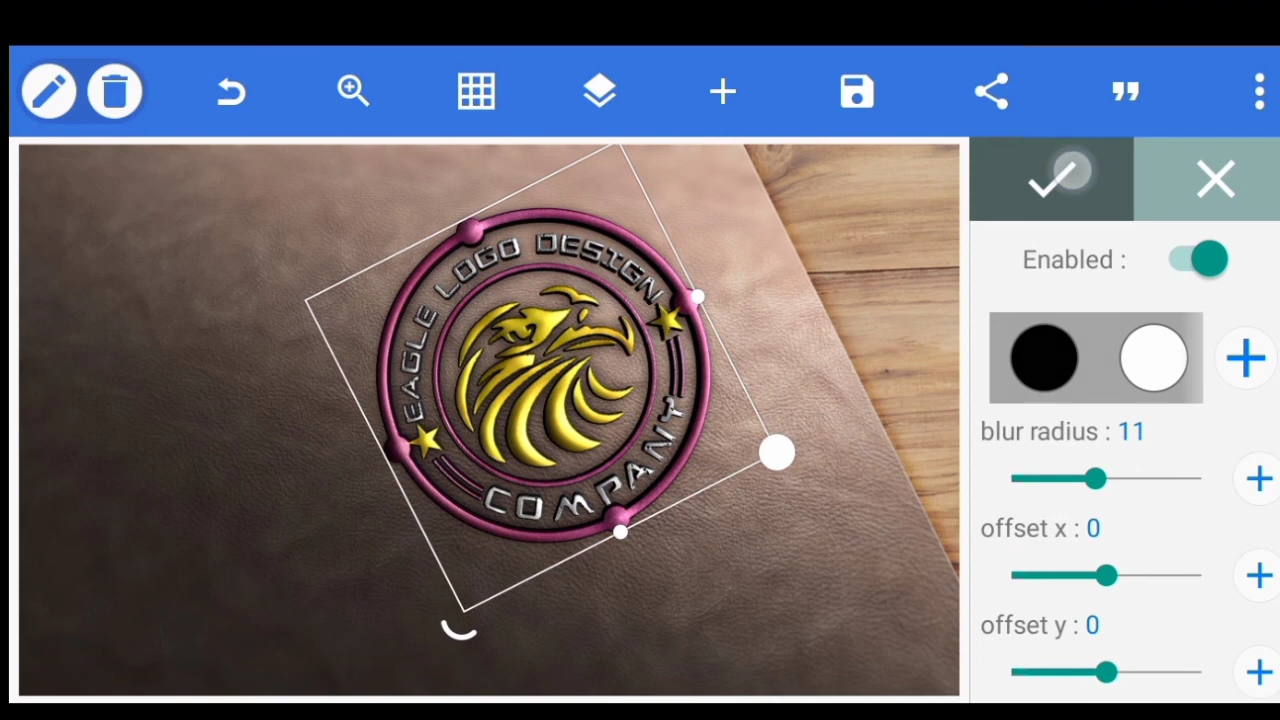 Enabled :
EAGLE LOGO DESIGN
COMPANY
blur radius : 11
offset x : 0
offset y : 0